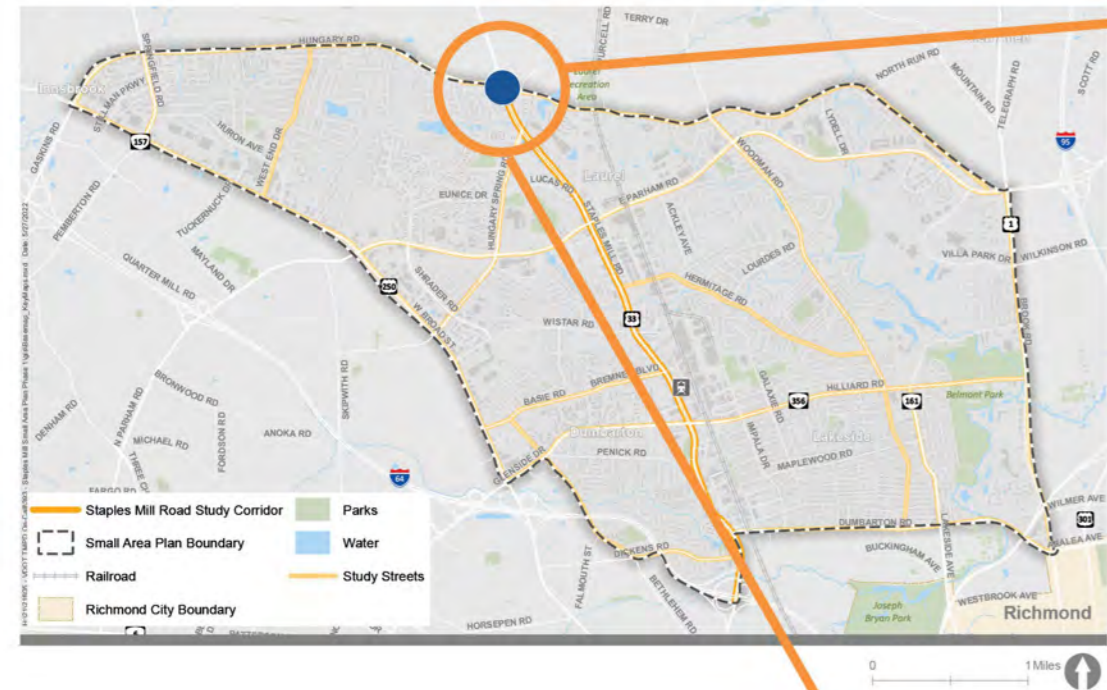 TERRY DR
PURCELL RD
HUNGARY RD
SPRINGFIELD RD
NORTH RUN RD
MOUNTAIN RD
TELEGRAPH RD
SCOTT RD
Innsbrook
Recreation
Area
STILLMAN PKWY
GASKINS RD
157
HURON AVE
WEST END DR
LYDELL DR
95
WOODMAN RD
Laurel
LUCAS RD
E PARHAM RD
EUNICE DR
HUNGARY SPRING RD
STAPLES MILL RD
ACKLEY AVE
PEMBERTON RD
TUCKERNUCK DR
1
MAYLAND DR
LOURDES RD
VILLA PARK DR
WILKINSON RD
QUARTER MILL RD
SHRADER RD
HERMITAGE RD
250
W BROAD ST
WISTAR RD
33
BROOK RD
SKIPWITH RD
BRONWOOD RD
BREMNER BLVD
BASIE RD
GALAXIE RD
HILLIARD RD
356
161
Belmont Park
DENHAM RD
N PARHAM RD
MICHAEL RD
FORDSON RD
ANOKA RD
Dumbarton
Lakeside
PENICK RD
IMPALA DR
MAPLEWOOD RD
GLENSIDE DR
64
Staples Mill Road Study Corridor
Parks
Small Area Plan Boundary
Water
Railroad
Study Streets
Richmond City Boundary
WILMER AVE
301
AZALEA AVE
DUMBARTON RD
LAKESIDE AVE
BUCKINGHAM AVE
DICKENS RD
FALMOUTH ST
BETHLEHEM RD
WESTBROOK AVE
Joseph
Bryan Park
Richmond
HORSEPEN RD
0
1 Miles